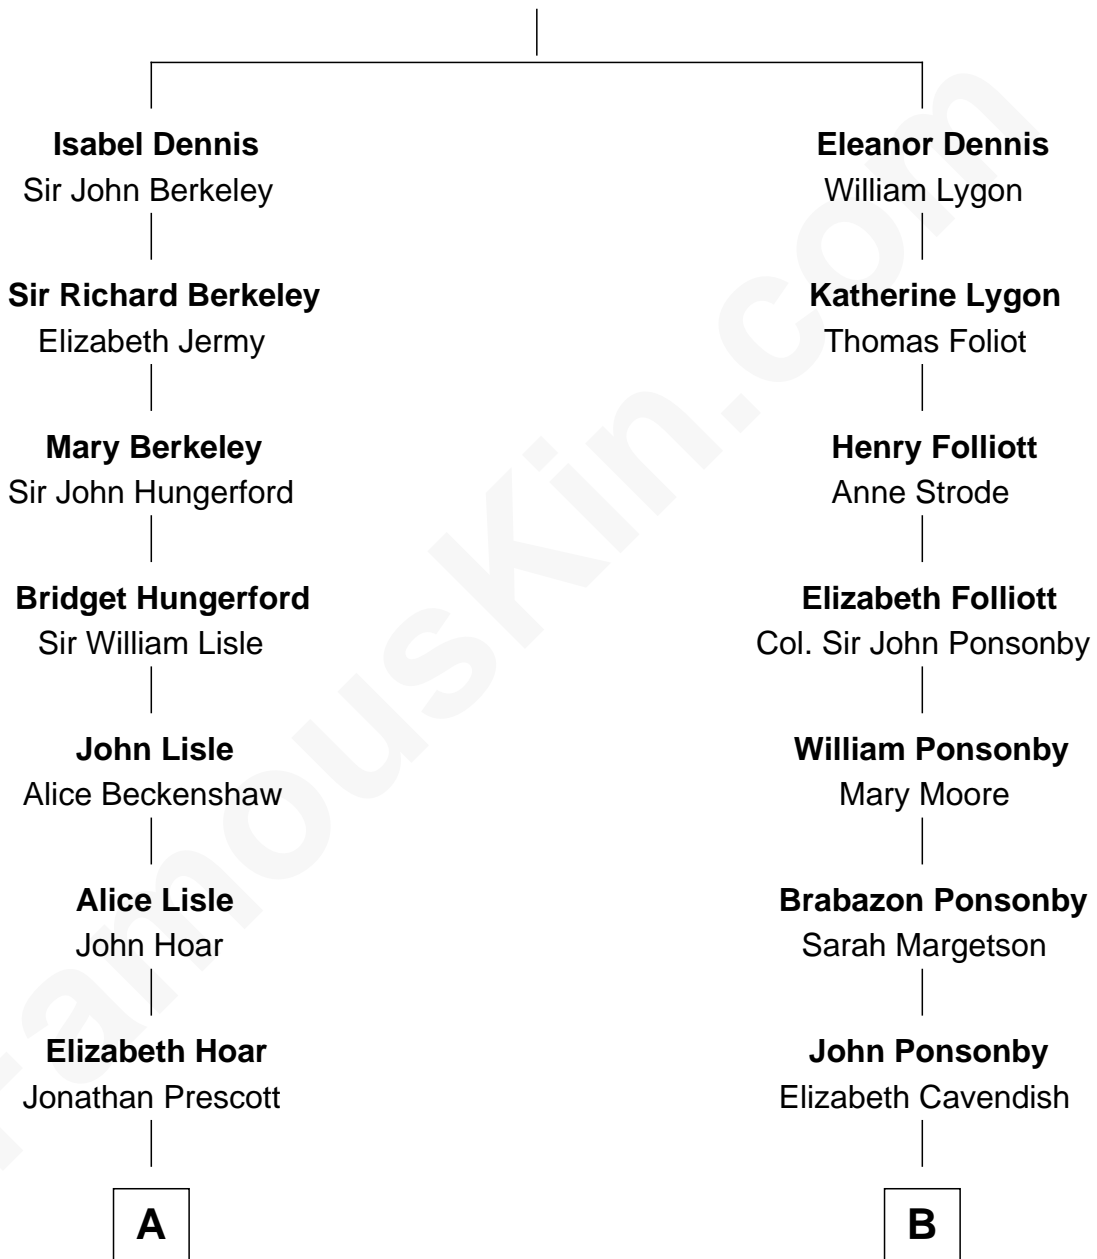 Isabel Dennis
Sir John Berkeley
Eleanor Dennis
William Lygon
Sir Richard Berkeley
Elizabeth Jermy
Katherine Lygon
Thomas Foliot
Mary Berkeley
Sir John Hungerford
Henry Folliott
Anne Strode
Bridget Hungerford
Sir William Lisle
Elizabeth Folliott
Col. Sir John Ponsonby
John Lisle
Alice Beckenshaw
William Ponsonby
Mary Moore
Alice Lisle
John Hoar
Brabazon Ponsonby
Sarah Margetson
Elizabeth Hoar
Jonathan Prescott
John Ponsonby
Elizabeth Cavendish
A
B
FamousKin.com